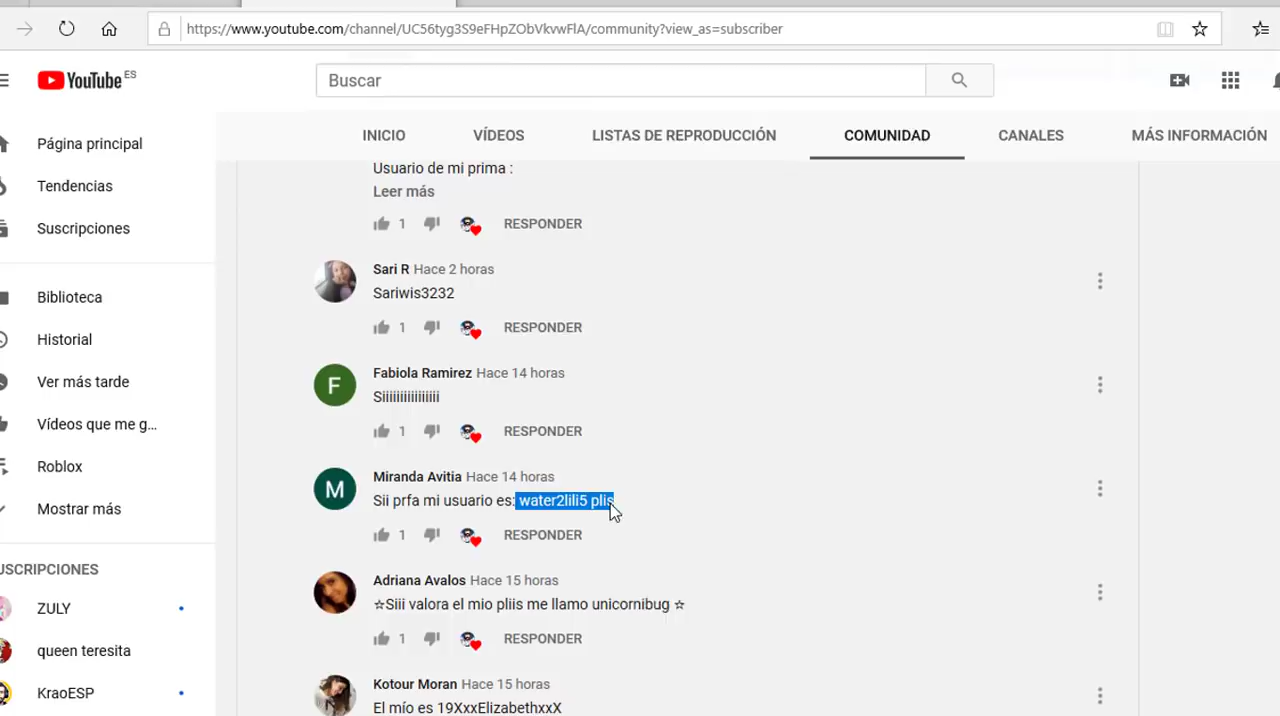 https://www.youtube.com/channel/UC56tyg3S9eFHpZObVkvwFlA/community?view_as=subscriber
YouTube ES
Buscar
INICIO
VÍDEOS
LISTAS DE REPRODUCCIÓN
COMUNIDAD
CANALES
MÁS INFORMACIÓN
Página principal
Tendencias
Suscripciones
Biblioteca
Historial
Ver más tarde
Vídeos que me g...
Roblox
Mostrar más
USCRIPCIONES
ZULY
queen teresita
KraoESP
Usuario de mi prima :
Leer más
1 RESPONDER
Sari R Hace 2 horas
Sariwis3232
1 RESPONDER
F
Fabiola Ramirez Hace 14 horas
Siiiiiiiiiiiiiiii
1 RESPONDER
M
Miranda Avitia Hace 14 horas
Sii prfa mi usuario es: water2lili5 plis
1 RESPONDER
Adriana Avalos Hace 15 horas
☆Siii valora el mio pliis me llamo unicornibug ☆
1 RESPONDER
Kotour Moran Hace 15 horas
El mío es 19XxxElizabethxxX